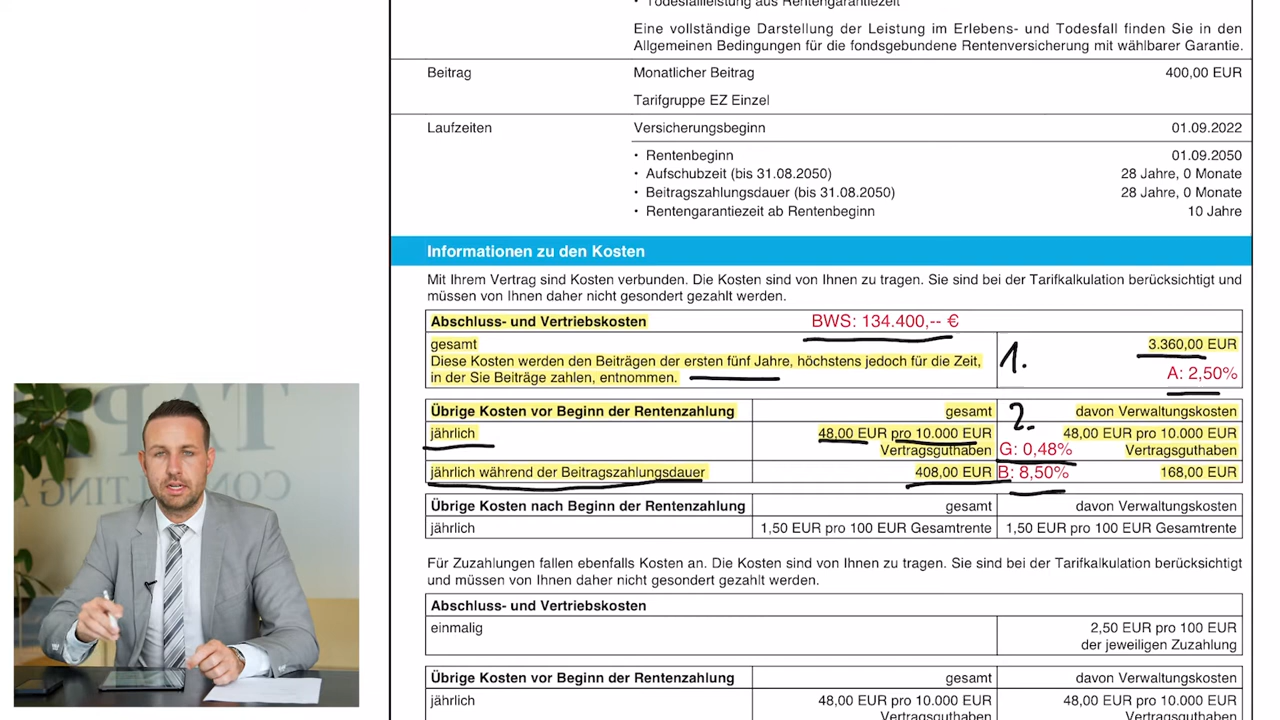 • Todesfallleistung aus Rentengarantiezeit
Eine vollständige Darstellung der Leistung im Erlebens- und Todesfall finden Sie in den
Allgemeinen Bedingungen für die fondsgebundene Rentenversicherung mit wählbarer Garantie.
Beitrag Monatlicher Beitrag 400,00 EUR
Tarifgruppe EZ Einzel
Laufzeiten Versicherungsbeginn 01.09.2022
• Rentenbeginn 01.09.2050
• Aufschubzeit (bis 31.08.2050) 28 Jahre, 0 Monate
• Beitragszahlungsdauer (bis 31.08.2050) 28 Jahre, 0 Monate
• Rentengarantiezeit ab Rentenbeginn 10 Jahre
Informationen zu den Kosten
Mit Ihrem Vertrag sind Kosten verbunden. Die Kosten sind von Ihnen zu tragen. Sie sind bei der Tarifkalkulation berücksichtigt und
müssen von Ihnen daher nicht gesondert gezahlt werden.
Abschluss- und Vertriebskosten BWS: 134.400,-- €
gesamt 1. 3.360,00 EUR
Diese Kosten werden den Beiträgen der ersten fünf Jahre, höchstens jedoch für die Zeit,
in der Sie Beiträge zahlen, entnommen. A: 2,50%
Übrige Kosten vor Beginn der Rentenzahlung gesamt 2. davon Verwaltungskosten
jährlich 48,00 EUR pro 10.000 EUR 48,00 EUR pro 10.000 EUR
Vertragsguthaben G: 0,48% Vertragsguthaben
jährlich während der Beitragszahlungsdauer 408,00 EUR B: 8,50% 168,00 EUR
Übrige Kosten nach Beginn der Rentenzahlung gesamt davon Verwaltungskosten
jährlich 1,50 EUR pro 100 EUR Gesamtrente 1,50 EUR pro 100 EUR Gesamtrente
Für Zuzahlungen fallen ebenfalls Kosten an. Die Kosten sind von Ihnen zu tragen. Sie sind bei der Tarifkalkulation berücksichtigt
und müssen von Ihnen daher nicht gesondert gezahlt werden.
Abschluss- und Vertriebskosten
einmalig 2,50 EUR pro 100 EUR
der jeweiligen Zuzahlung
Übrige Kosten vor Beginn der Rentenzahlung gesamt davon Verwaltungskosten
jährlich 48,00 EUR pro 10.000 EUR 48,00 EUR pro 10.000 EUR
Vertragsguthaben Vertragsguthaben